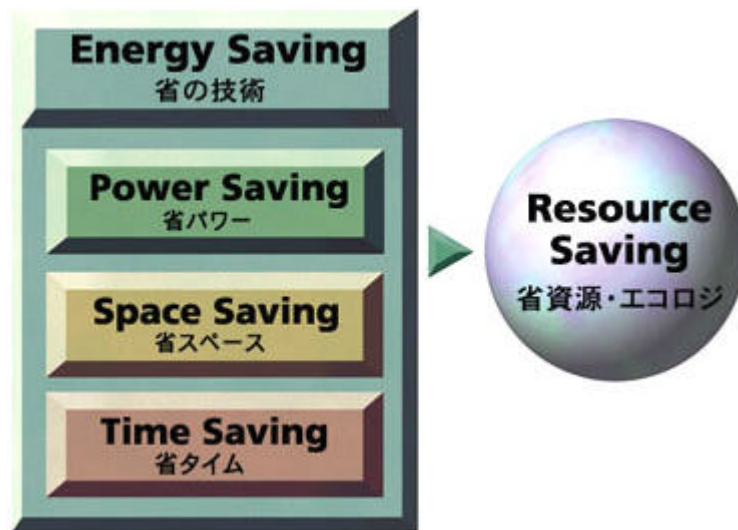 Energy Saving
省の技術
Power Saving
省パワー
Space Saving
省スペース
Time Saving
省タイム
Resource
Saving
省資源・エコロジ